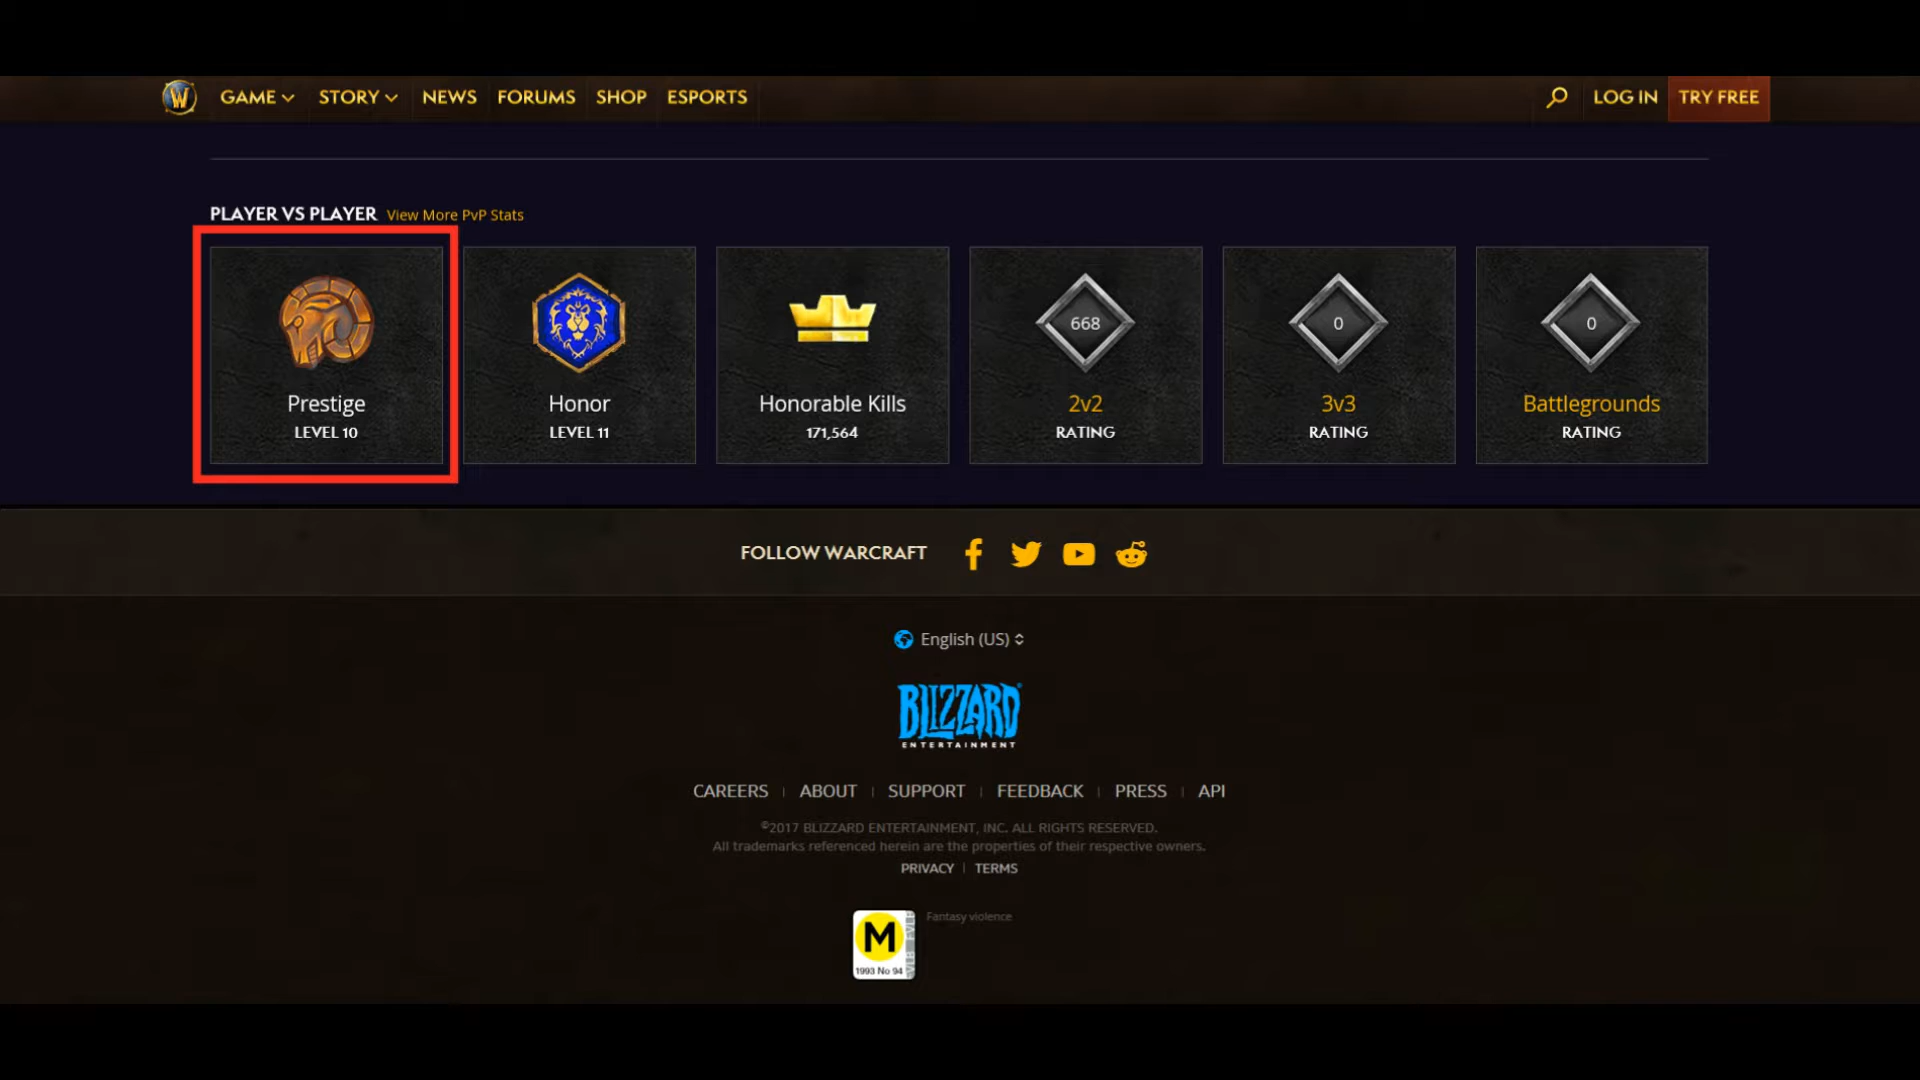 GAME STORY NEWS FORUMS SHOP ESPORTS LOG IN TRY FREE
PLAYER VS PLAYER View More PvP Stats
668 0 0
Prestige Honor Honorable Kills 2v2 3v3 Battlegrounds
LEVEL 10 LEVEL 11 171,564 RATING RATING RATING
FOLLOW WARCRAFT
English (US)
BLIZZARD
ENTERTAINMENT
CAREERS ABOUT SUPPORT FEEDBACK PRESS API
©2017 BLIZZARD ENTERTAINMENT, INC. ALL RIGHTS RESERVED.
All trademarks referenced herein are the properties of their respective owners.
PRIVACY TERMS
Fantasy violence
M
1993 No 94